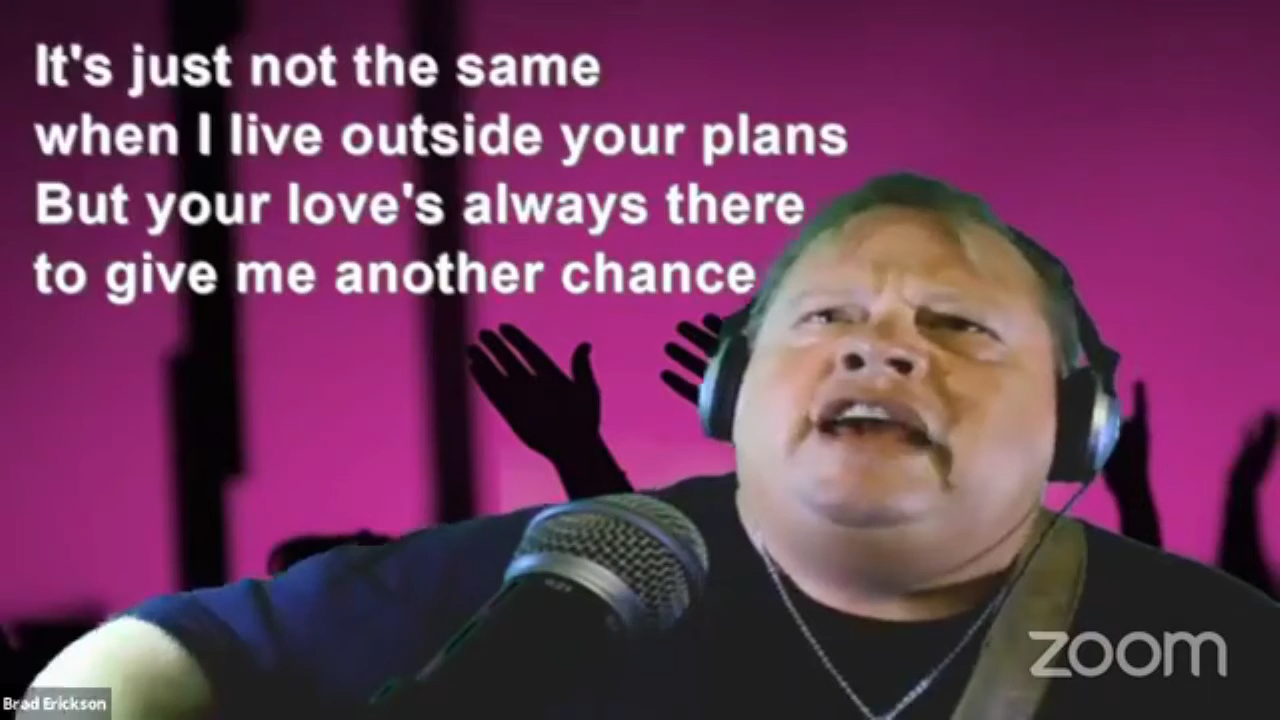 It's just not the same
when I live outside your plans
But your love's always there
to give me another chance
zoom
Brad Erickson